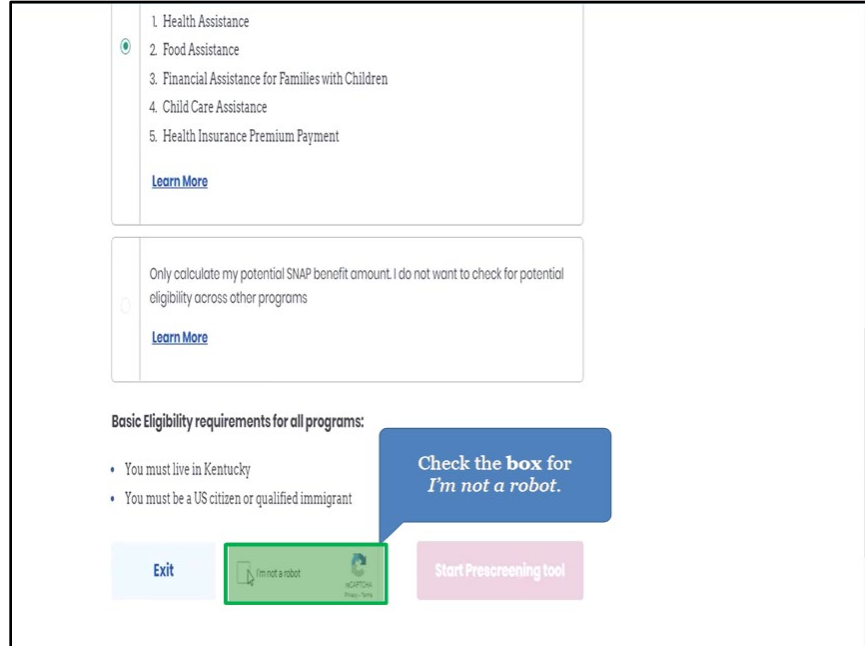 1. Health Assistance
2. Food Assistance
3. Financial Assistance for Families with Children
4. Child Care Assistance
5. Health Insurance Premium Payment
Learn More
Only calculate my potential SNAP benefit amount. I do not want to check for potential
eligibility across other programs
Learn More
Basic Eligibility requirements for all programs:
• You must live in Kentucky
• You must be a US citizen or qualified immigrant
Check the box for
I'm not a robot.
Exit
I'm not a robot
reCAPTCHA
Privacy - Terms
Start Prescreening tool